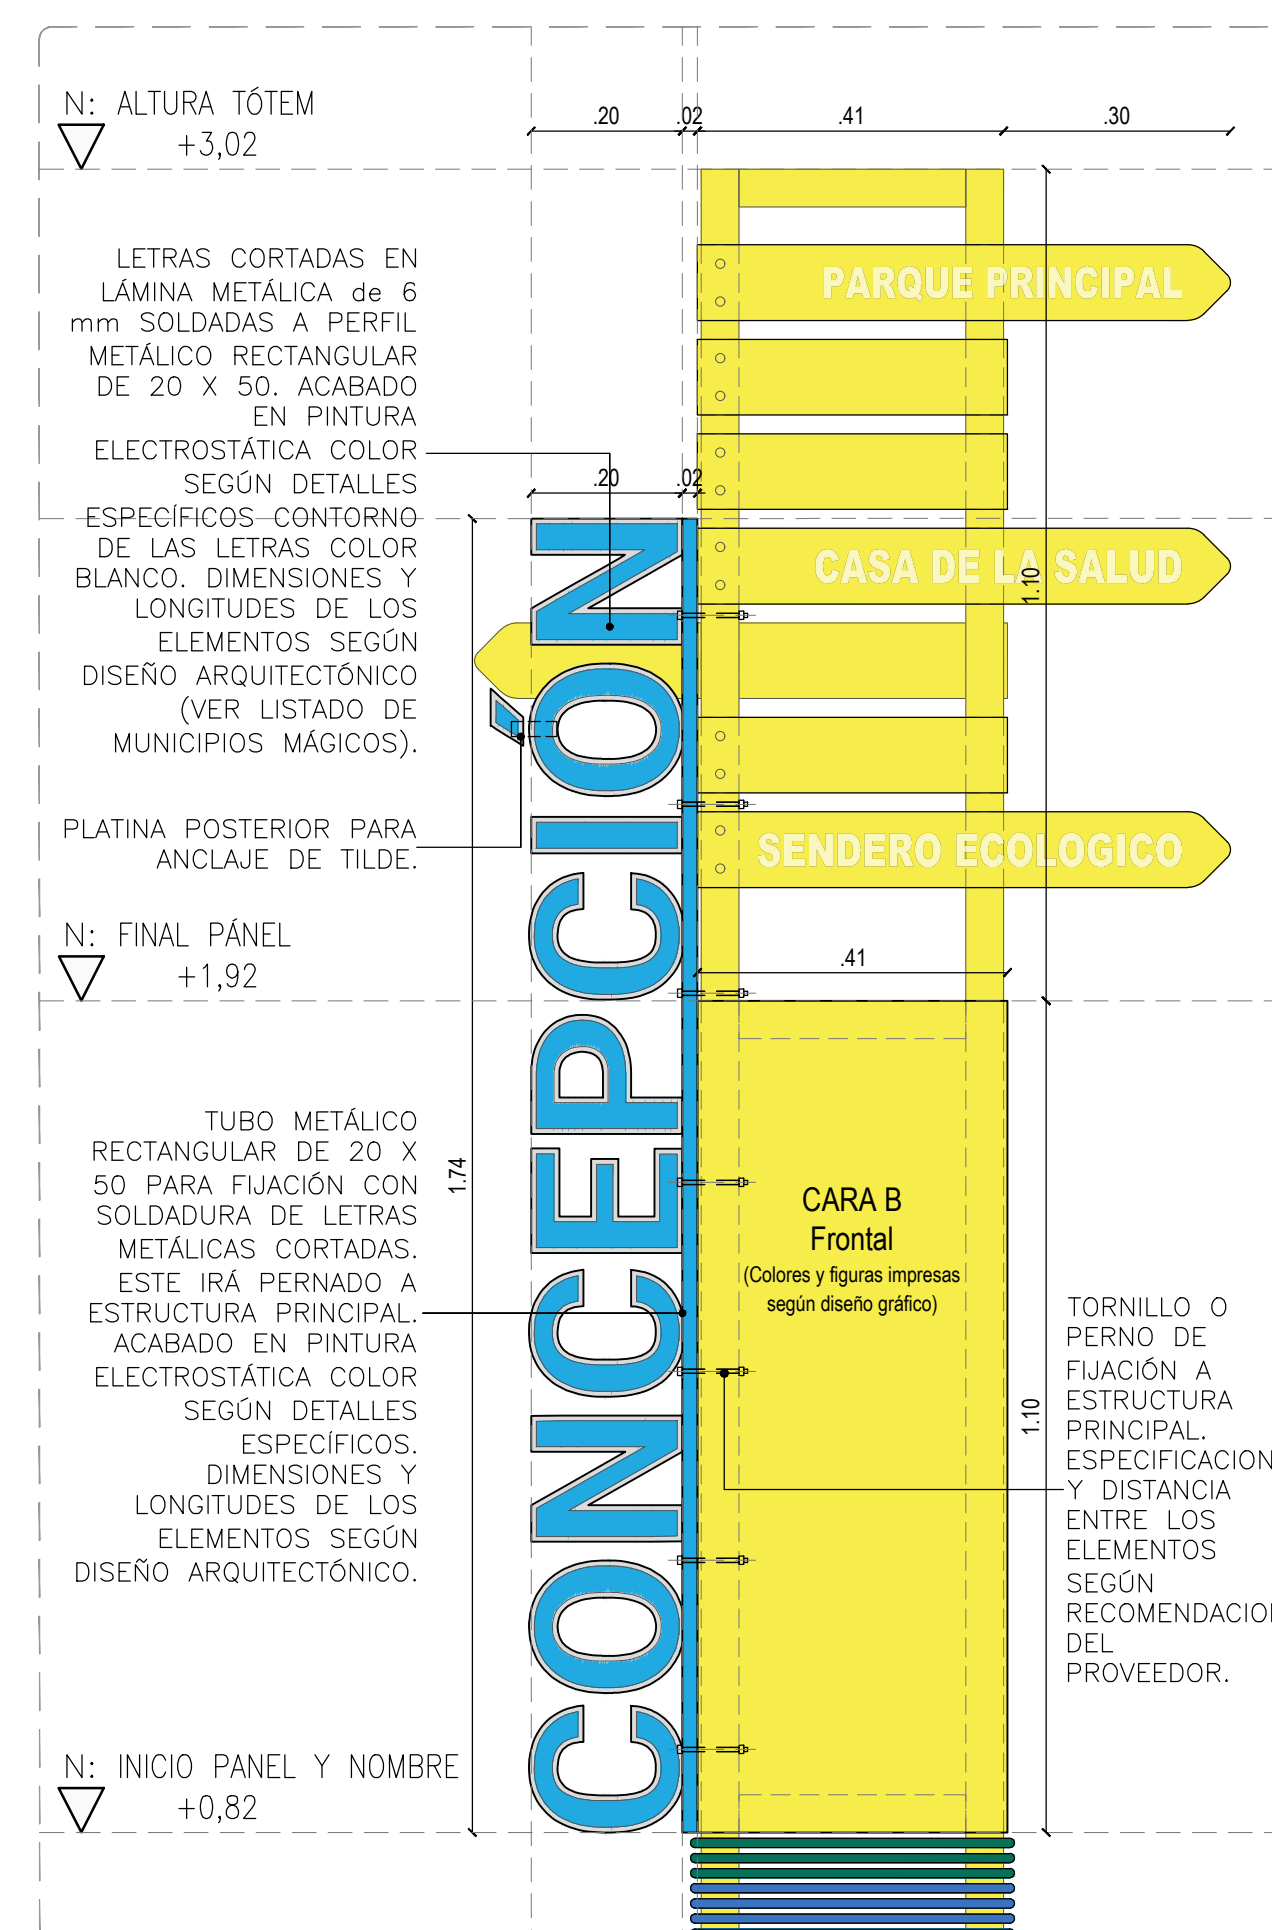 N: ALTURA TÓTEM
+3,02
.20
.02
.41
.30
LETRAS CORTADAS EN
LÁMINA METÁLICA de 6
mm SOLDADAS A PERFIL
METÁLICO RECTANGULAR
DE 20 X 50. ACABADO
EN PINTURA
ELECTROSTÁTICA COLOR
SEGÚN DETALLES
ESPECÍFICOS CONTORNO
DE LAS LETRAS COLOR
BLANCO. DIMENSIONES Y
LONGITUDES DE LOS
ELEMENTOS SEGÚN
DISEÑO ARQUITECTÓNICO
(VER LISTADO DE
MUNICIPIOS MÁGICOS).
PARQUE PRINCIPAL
.20
.02
CASA DE LA SALUD
1.10
PLATINA POSTERIOR PARA
ANCLAJE DE TILDE.
SENDERO ECOLOGICO
N: FINAL PÁNEL
+1,92
.41
CONCEPCIÓN
1.74
TUBO METÁLICO
RECTANGULAR DE 20 X
50 PARA FIJACIÓN CON
SOLDADURA DE LETRAS
METÁLICAS CORTADAS.
ESTE IRÁ PERNADO A
ESTRUCTURA PRINCIPAL.
ACABADO EN PINTURA
ELECTROSTÁTICA COLOR
SEGÚN DETALLES
ESPECÍFICOS.
DIMENSIONES Y
LONGITUDES DE LOS
ELEMENTOS SEGÚN
DISEÑO ARQUITECTÓNICO.
CARA B
Frontal
(Colores y figuras impresas
según diseño gráfico)
1.10
TORNILLO O
PERNO DE
FIJACIÓN A
ESTRUCTURA
PRINCIPAL.
ESPECIFICACION
Y DISTANCIA
ENTRE LOS
ELEMENTOS
SEGÚN
RECOMENDACIO
DEL
PROVEEDOR.
N: INICIO PANEL Y NOMBRE
+0,82